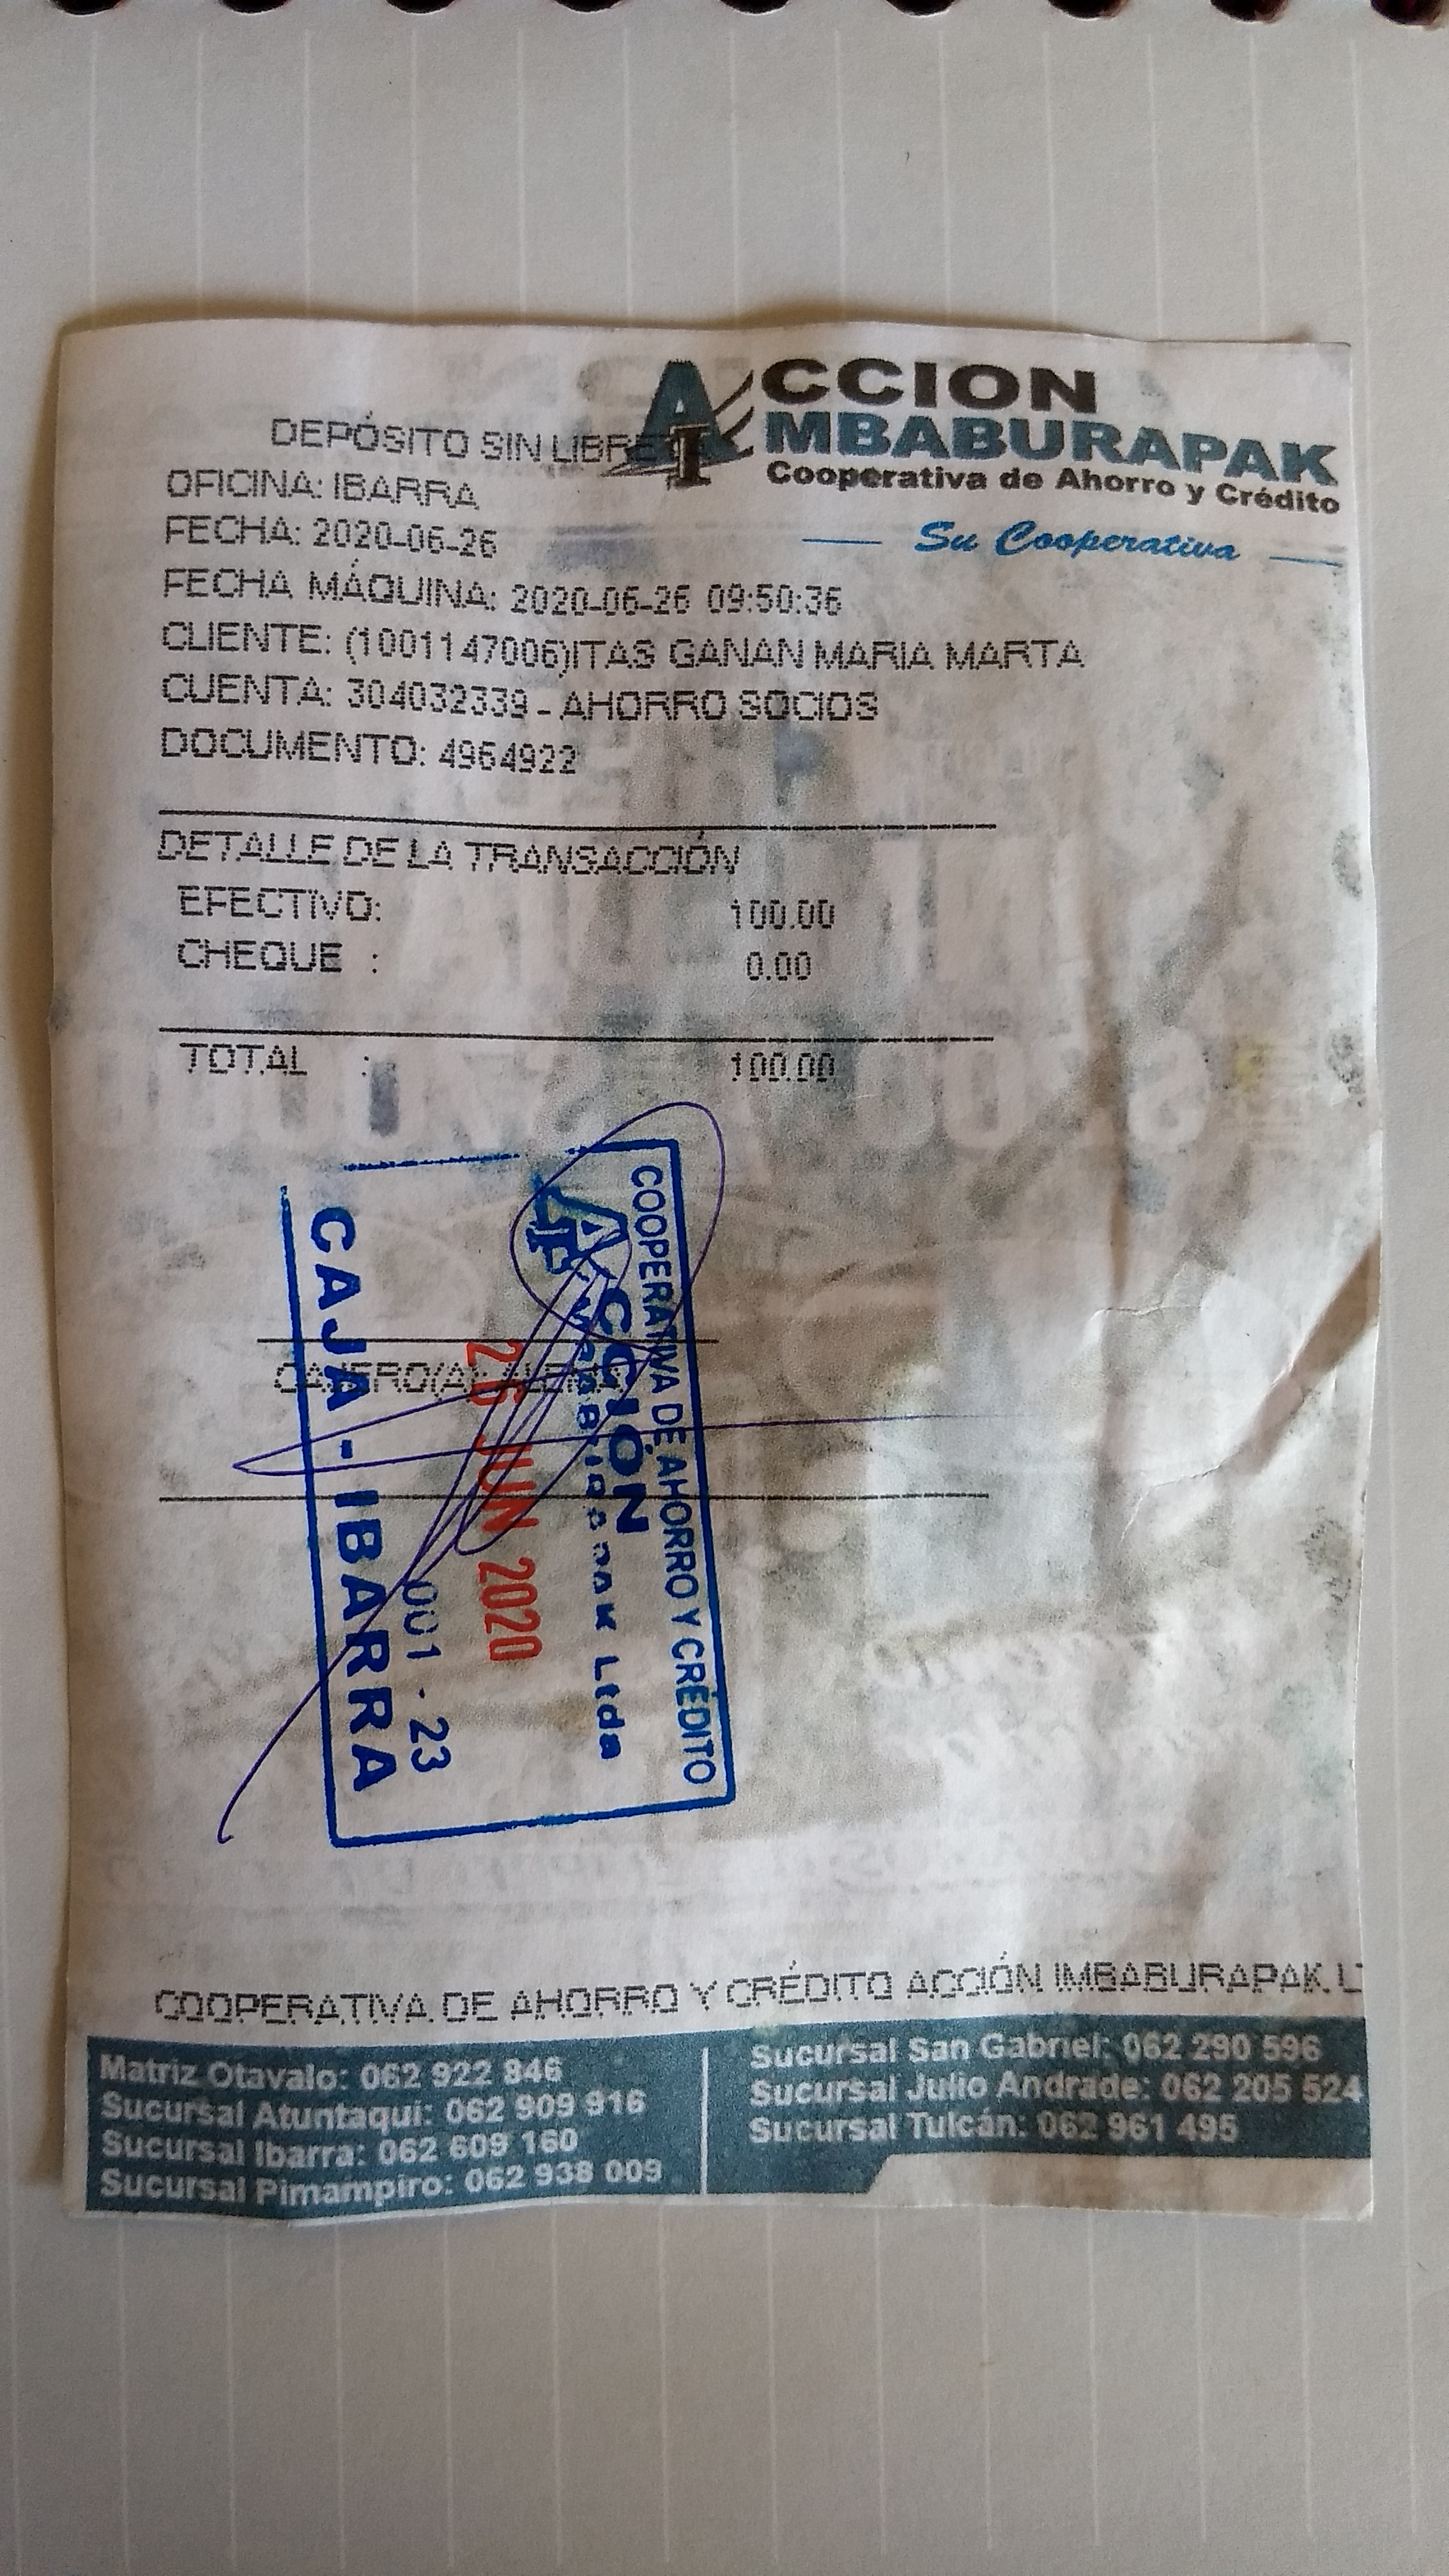 ACCION
IMBABURAPAK
Cooperativa de Ahorro y Crédito
Su Cooperativa
DEPÓSITO SIN LIBRETA
OFICINA: IBARRA
FECHA: 2020-06-26
FECHA MÁQUINA: 2020-06-26 09:50:36
CLIENTE: (1001147006)ITAS GANAN MARIA MARTA
CUENTA: 304032339 - AHORRO SOCIOS
DOCUMENTO: 4964922
DETALLE DE LA TRANSACCIÓN
EFECTIVO: 100.00
CHEQUE : 0.00
TOTAL : 100.00
CAJERO(A):
COOPERATIVA DE AHORRO Y CRÉDITO
ACCIÓN
Ltda
26 JUN 2020
001 - 23
CAJA - IBARRA
COOPERATIVA DE AHORRO Y CRÉDITO ACCIÓN IMBABURAPAK LT
Matriz Otavalo: 062 922 846
Sucursal Atuntaqui: 062 909 916
Sucursal Ibarra: 062 609 160
Sucursal Pimampiro: 062 938 009
Sucursal San Gabriel: 062 290 596
Sucursal Julio Andrade: 062 205 524
Sucursal Tulcán: 062 961 495